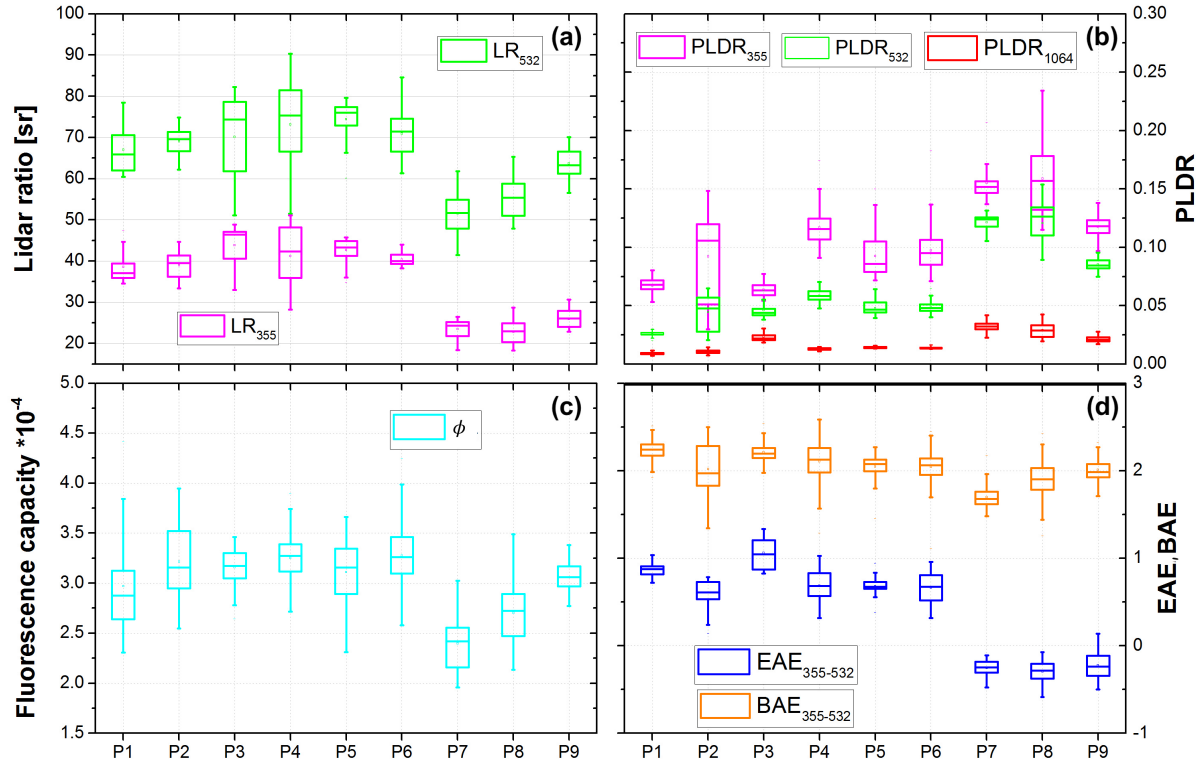 100
90
80
70
60
50
40
30
20
Lidar ratio [sr]
(a)
LR532
LR355
0.30
0.25
0.20
0.15
0.10
0.05
0.00
PLDR
(b)
PLDR355
PLDR532
PLDR1064
5.0
4.5
4.0
3.5
3.0
2.5
2.0
1.5
Fluorescence capacity *10-4
(c)
ϕ
P1 P2 P3 P4 P5 P6 P7 P8 P9
3
2
1
0
-1
EAE, BAE
(d)
EAE355-532
BAE355-532
P1 P2 P3 P4 P5 P6 P7 P8 P9